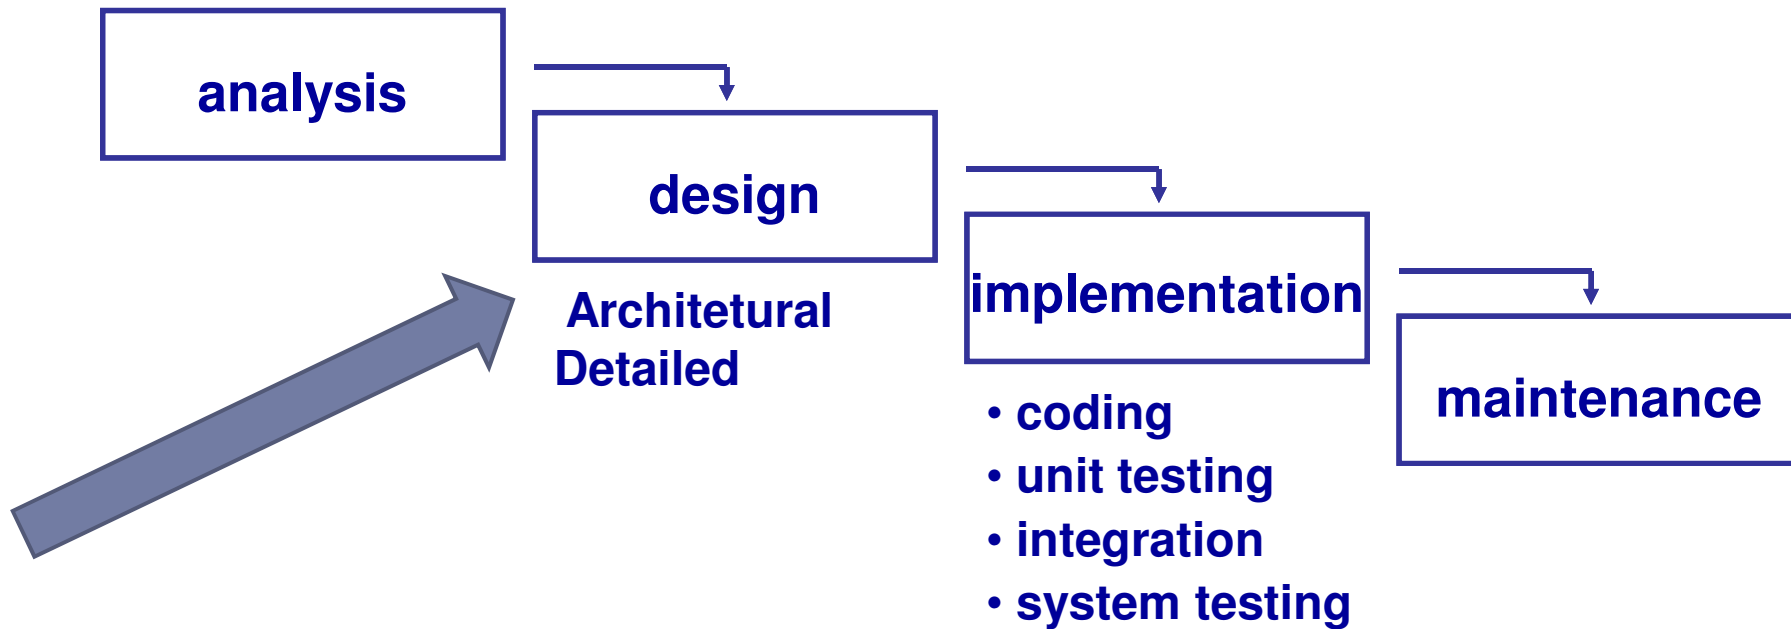 analysis
design
Architetural
Detailed
implementation
• coding
• unit testing
• integration
• system testing
maintenance